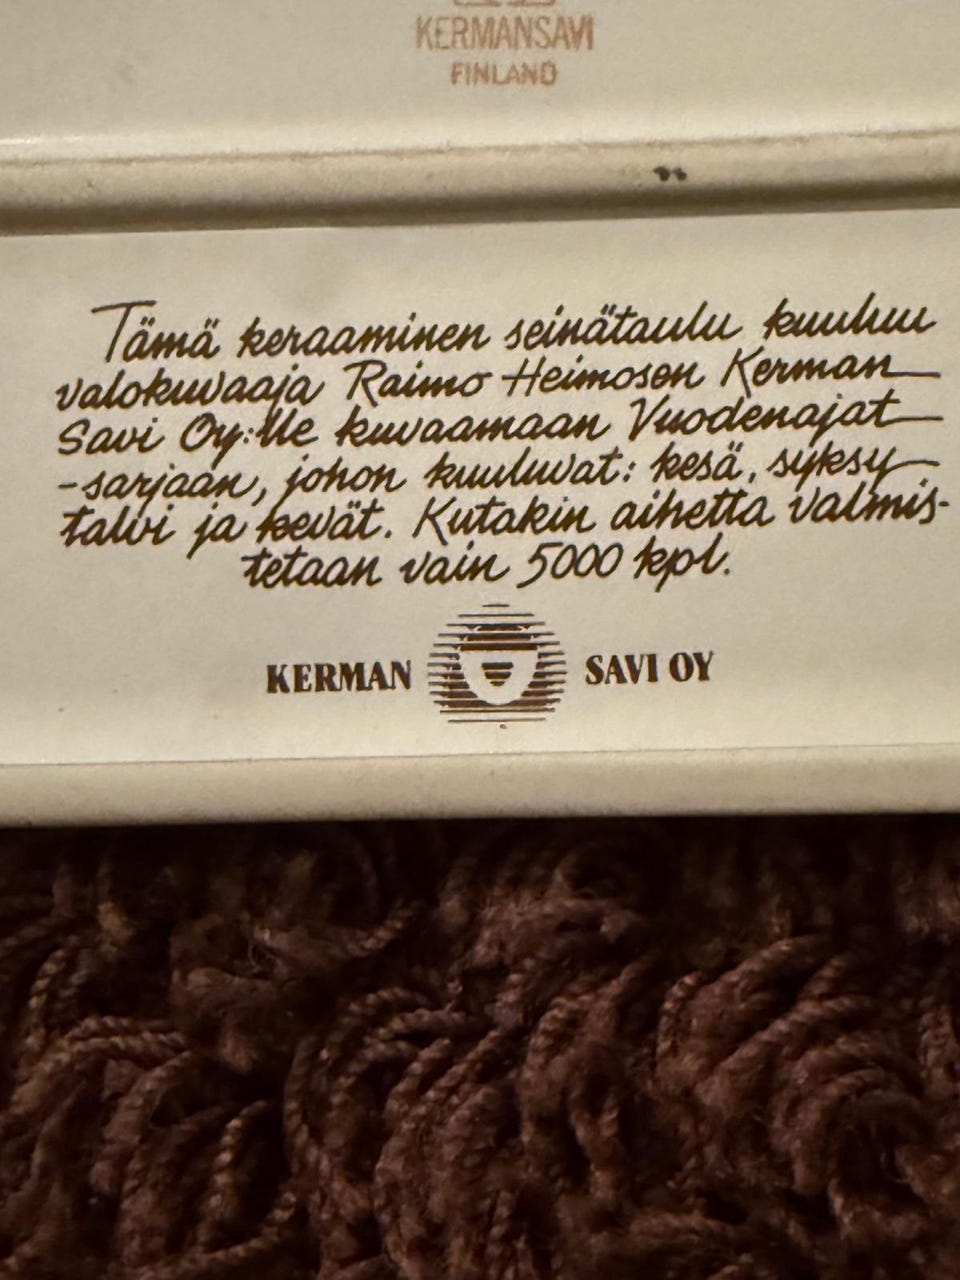 KERMANSAVI
FINLAND
Tämä keraaminen seinätaulu kuuluu
valokuvaaja Raimo Heimosen Kerman
Savi Oy:lle kuvaamaan Vuodenajat
-sarjaan, johon kuuluvat: kesä, syksy
talvi ja kevät. Kutakin aihetta valmis-
tetaan vain 5000 kpl.
KERMAN SAVI OY